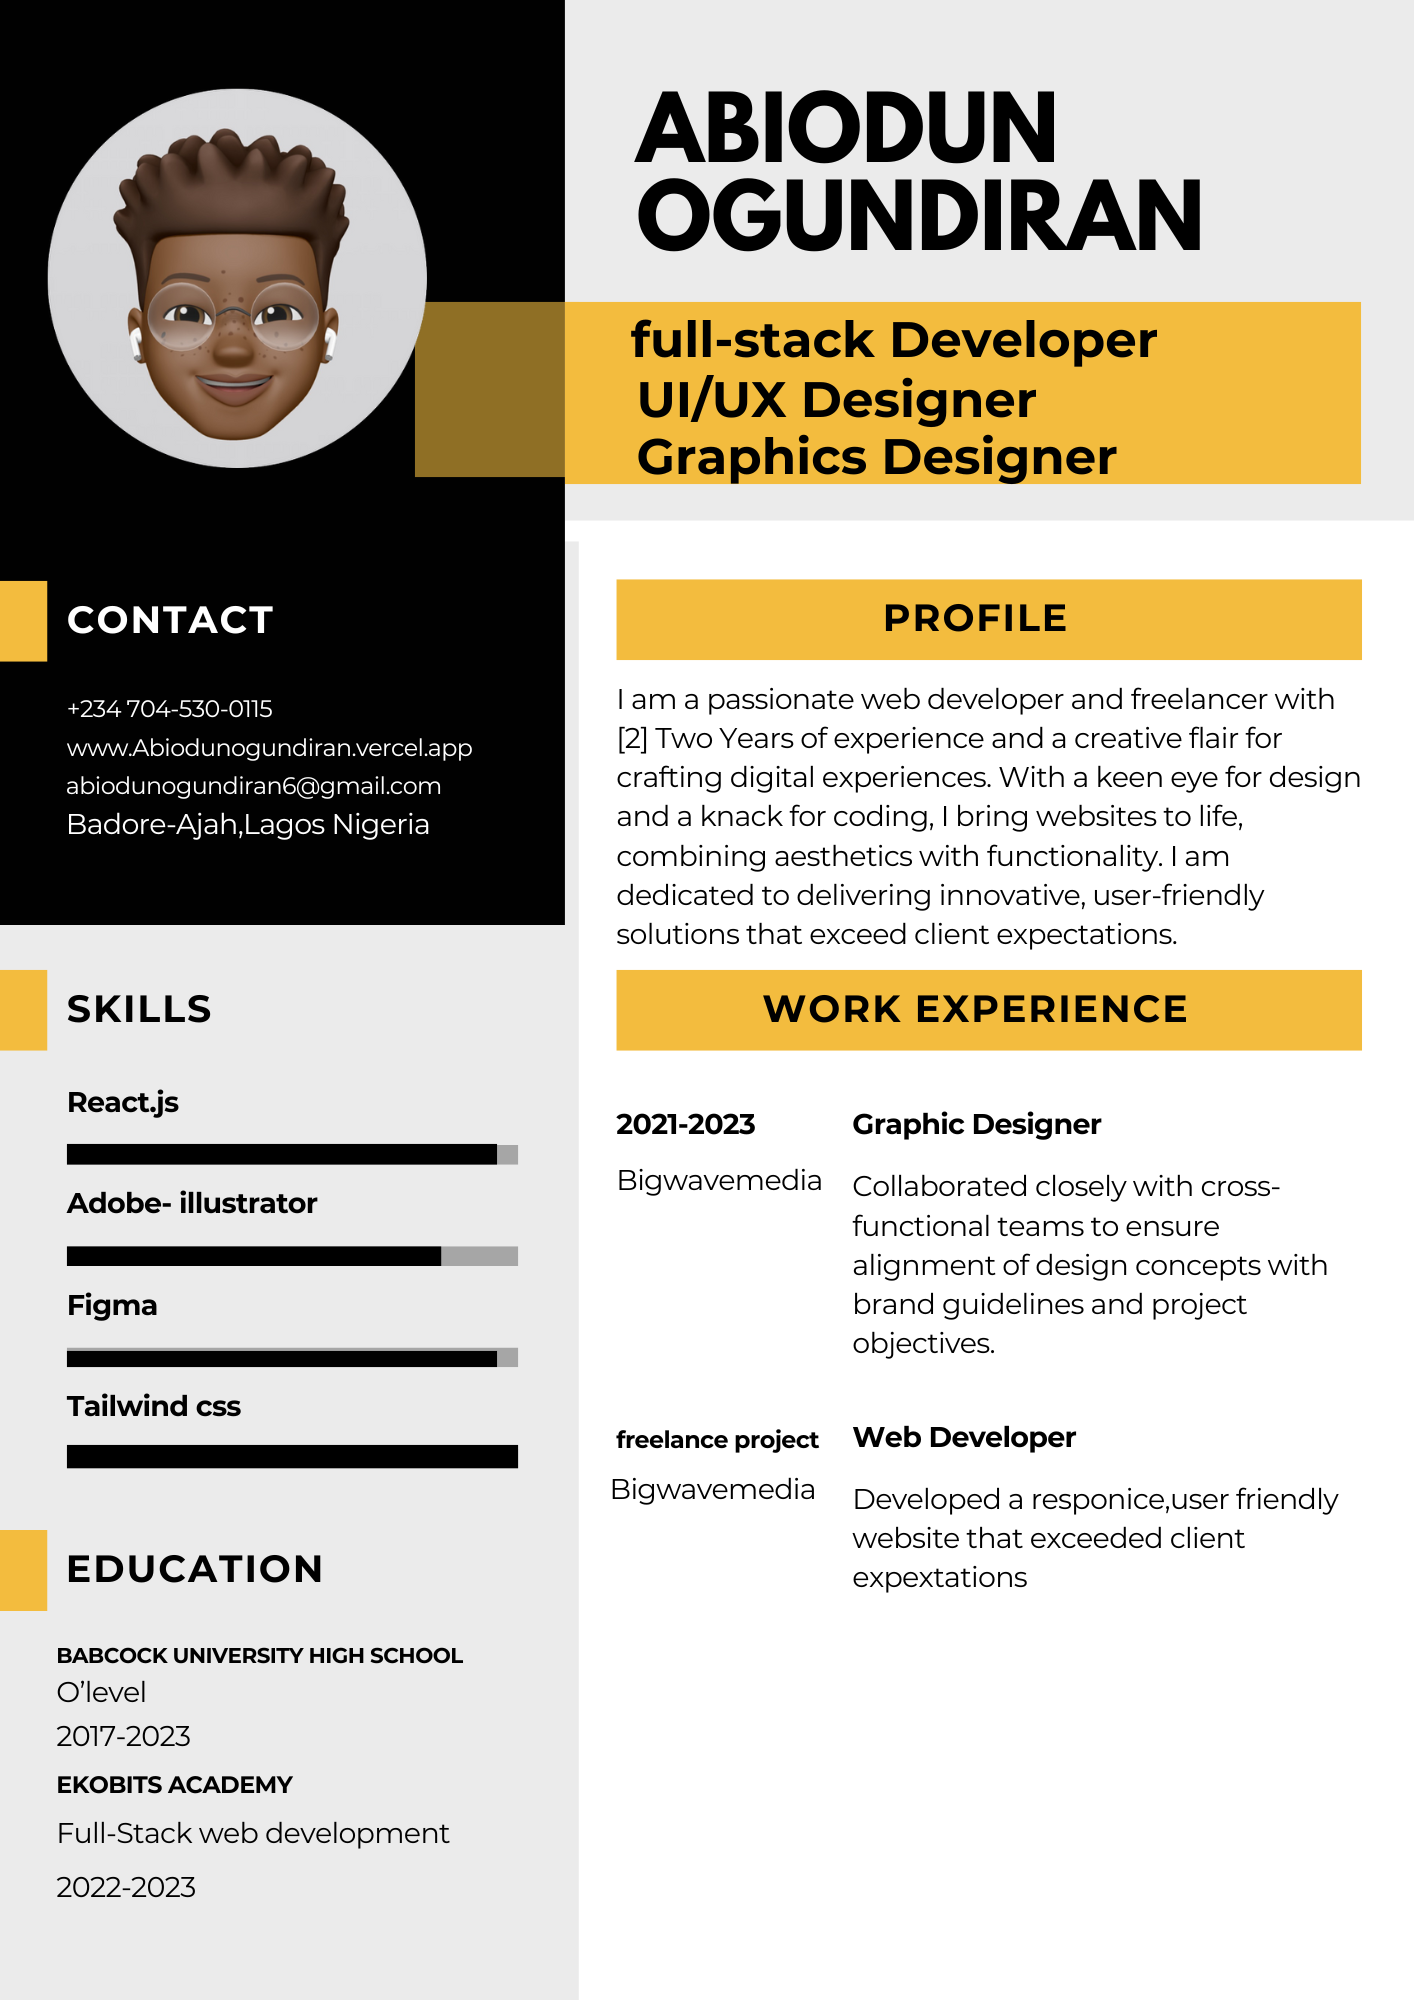 ABIODUN
OGUNDIRAN
full-stack Developer
UI/UX Designer
Graphics Designer
CONTACT
+234 704-530-0115
www.Abiodunogundiran.vercel.app
abiodunogundiran6@gmail.com
Badore-Ajah,Lagos Nigeria
SKILLS
React.js
Adobe- illustrator
Figma
Tailwind css
EDUCATION
BABCOCK UNIVERSITY HIGH SCHOOL
O’level
2017-2023
EKOBITS ACADEMY
Full-Stack web development
2022-2023
PROFILE
I am a passionate web developer and freelancer with
[2] Two Years of experience and a creative flair for
crafting digital experiences. With a keen eye for design
and a knack for coding, I bring websites to life,
combining aesthetics with functionality. I am
dedicated to delivering innovative, user-friendly
solutions that exceed client expectations.
WORK EXPERIENCE
2021-2023
Bigwavemedia
Graphic Designer
Collaborated closely with cross-
functional teams to ensure
alignment of design concepts with
brand guidelines and project
objectives.
freelance project
Bigwavemedia
Web Developer
Developed a responice,user friendly
website that exceeded client
expextations